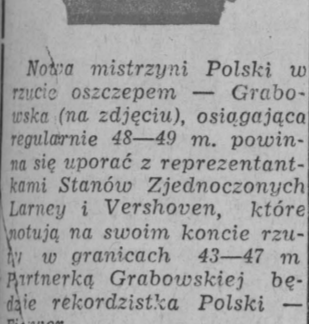 Nowa mistrzyni Polski w
rzucie oszczepem — Grabo-
wska (na zdjęciu), osiągająca
regularnie 48—49 m. powin-
na się uporać z reprezentant-
kami Stanów Zjednoczonych
Larney i Vershoven, które
notują na swoim koncie rzu-
ty w granicach 43—47 m
Partnerką Grabowskiej bę-
dzie rekordzistka Polski —